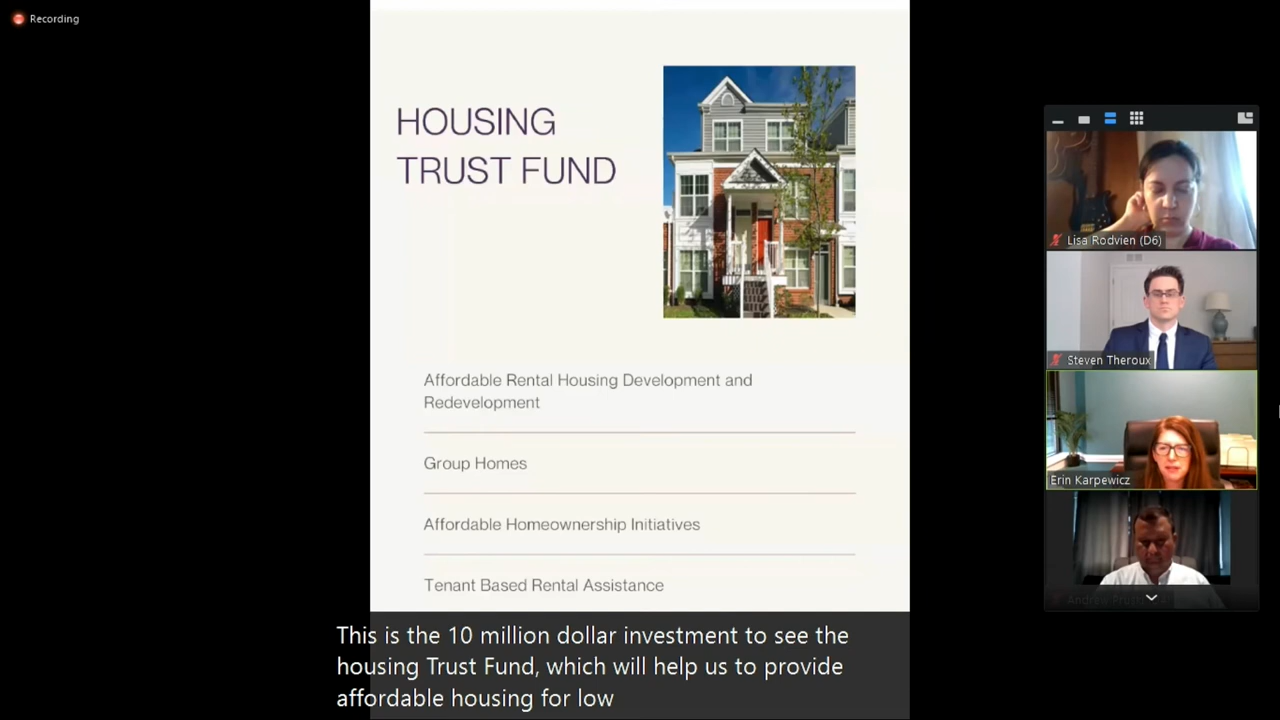 Recording
HOUSING
TRUST FUND
Affordable Rental Housing Development and
Redevelopment
Group Homes
Affordable Homeownership Initiatives
Tenant Based Rental Assistance
This is the 10 million dollar investment to see the
housing Trust Fund, which will help us to provide
affordable housing for low
Lisa Rodvien (D6)
Steven Theroux
Erin Karpewicz
Andrew